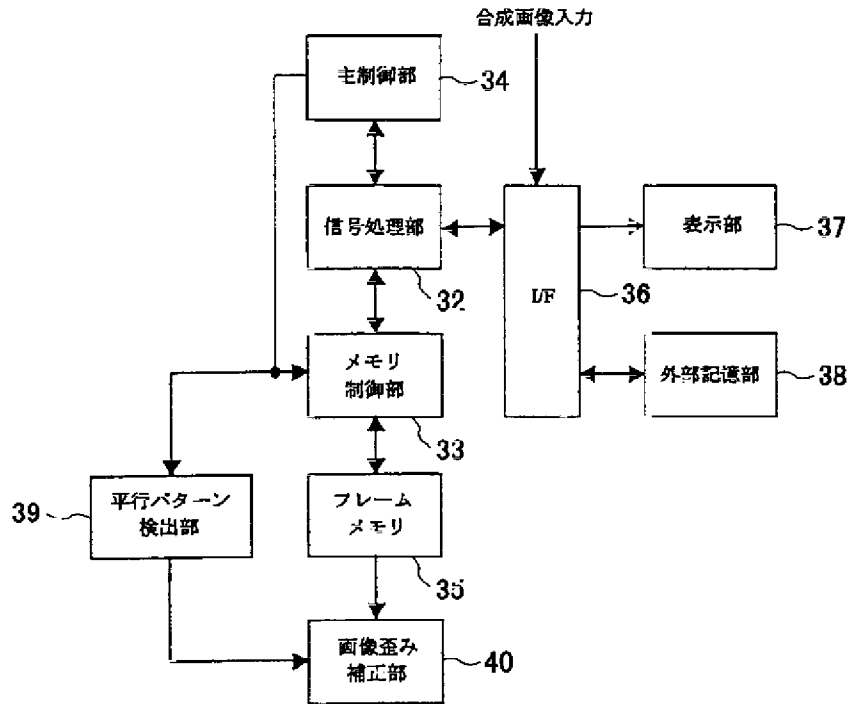 合成画像入力
主制御部
34
信号処理部
32
表示部
37
I/F
36
メモリ
制御部
33
外部記憶部
38
平行パターン
検出部
39
フレーム
メモリ
35
画像歪み
補正部
40